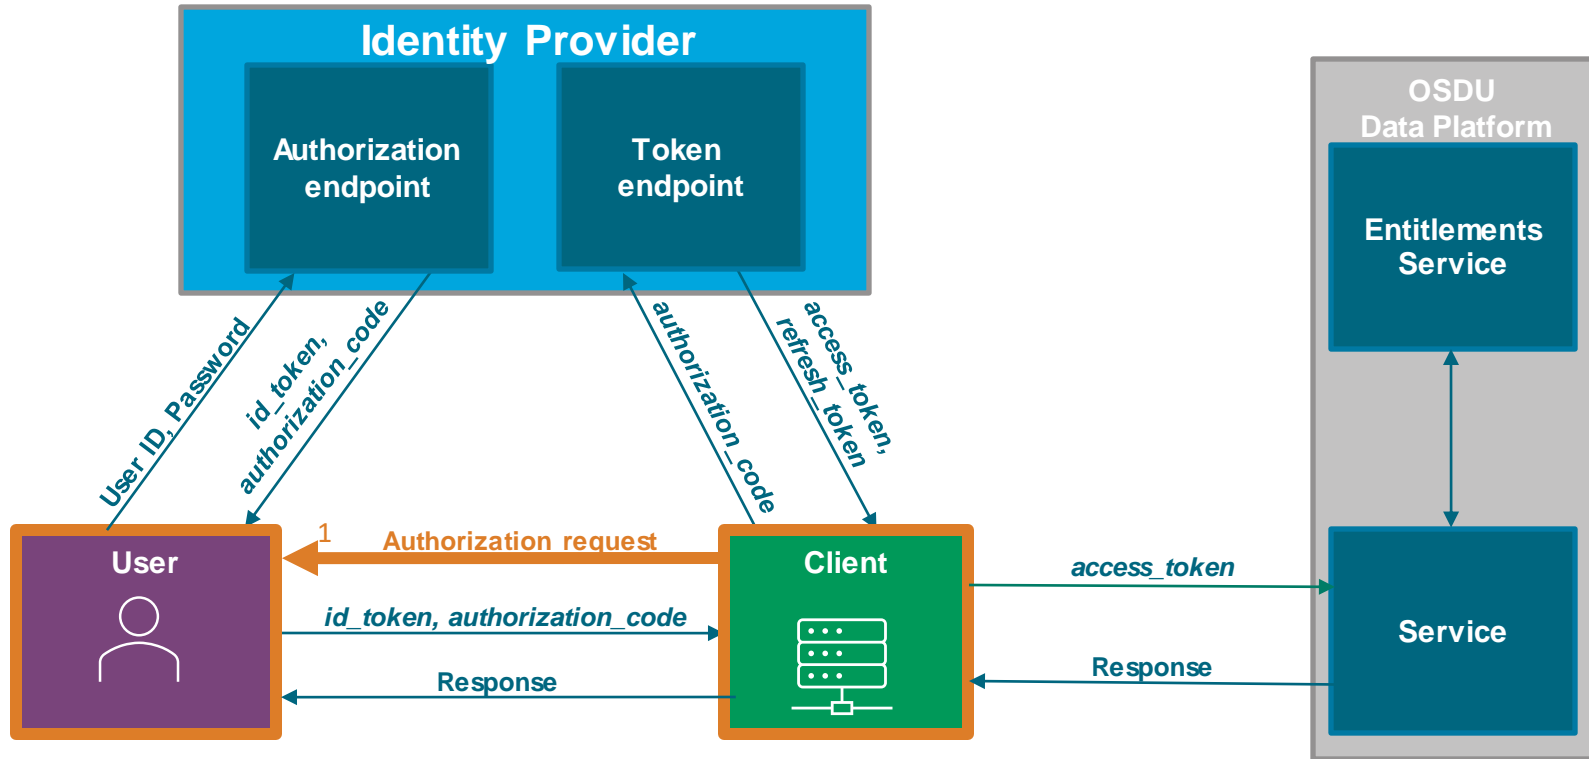 Identity Provider
Authorization
endpoint
Token
endpoint
OSDU
Data Platform
Entitlements
Service
User ID, Password
id_token,
authorization_code
authorization_code
access_token,
refresh_token
1
Authorization request
User
Client
id_token, authorization_code
Response
access_token
Response
Service